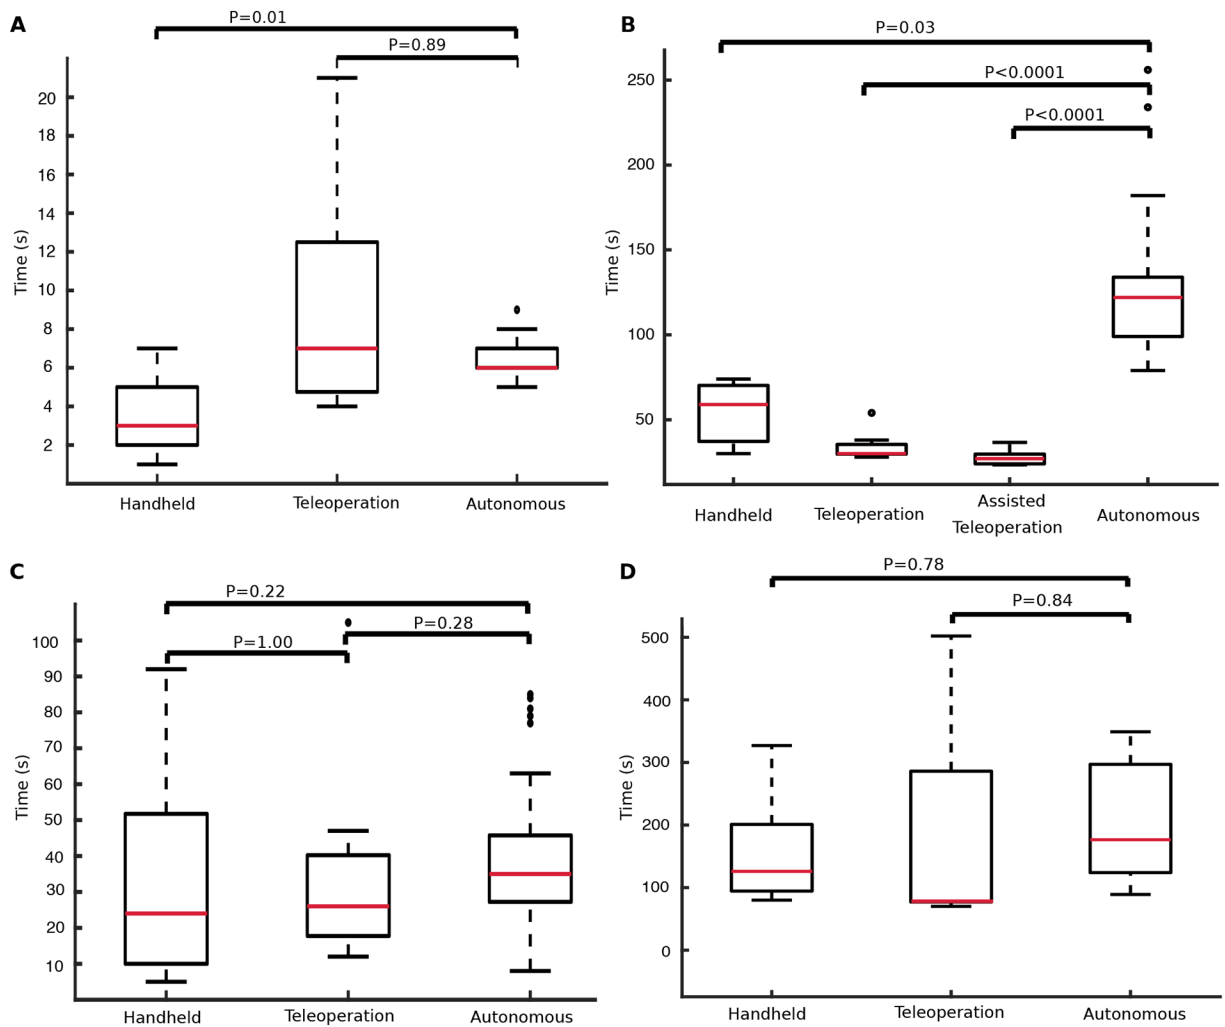 A
P=0.01
P=0.89
20
18
16
14
12
10
8
6
4
2
Time (s)
Handheld
Teleoperation
Autonomous
B
P=0.03
P<0.0001
P<0.0001
250
200
150
100
50
Time (s)
Handheld
Teleoperation
Assisted
Teleoperation
Autonomous
C
P=0.22
P=0.28
P=1.00
100
90
80
70
60
50
40
30
20
10
Time (s)
Handheld
Teleoperation
Autonomous
D
P=0.78
P=0.84
500
400
300
200
100
0
Time (s)
Handheld
Teleoperation
Autonomous